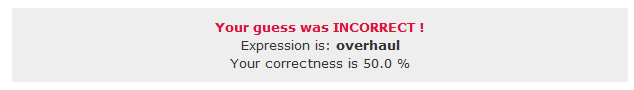 Your guess was INCORRECT !
Expression is: overhaul
Your correctness is 50.0 %